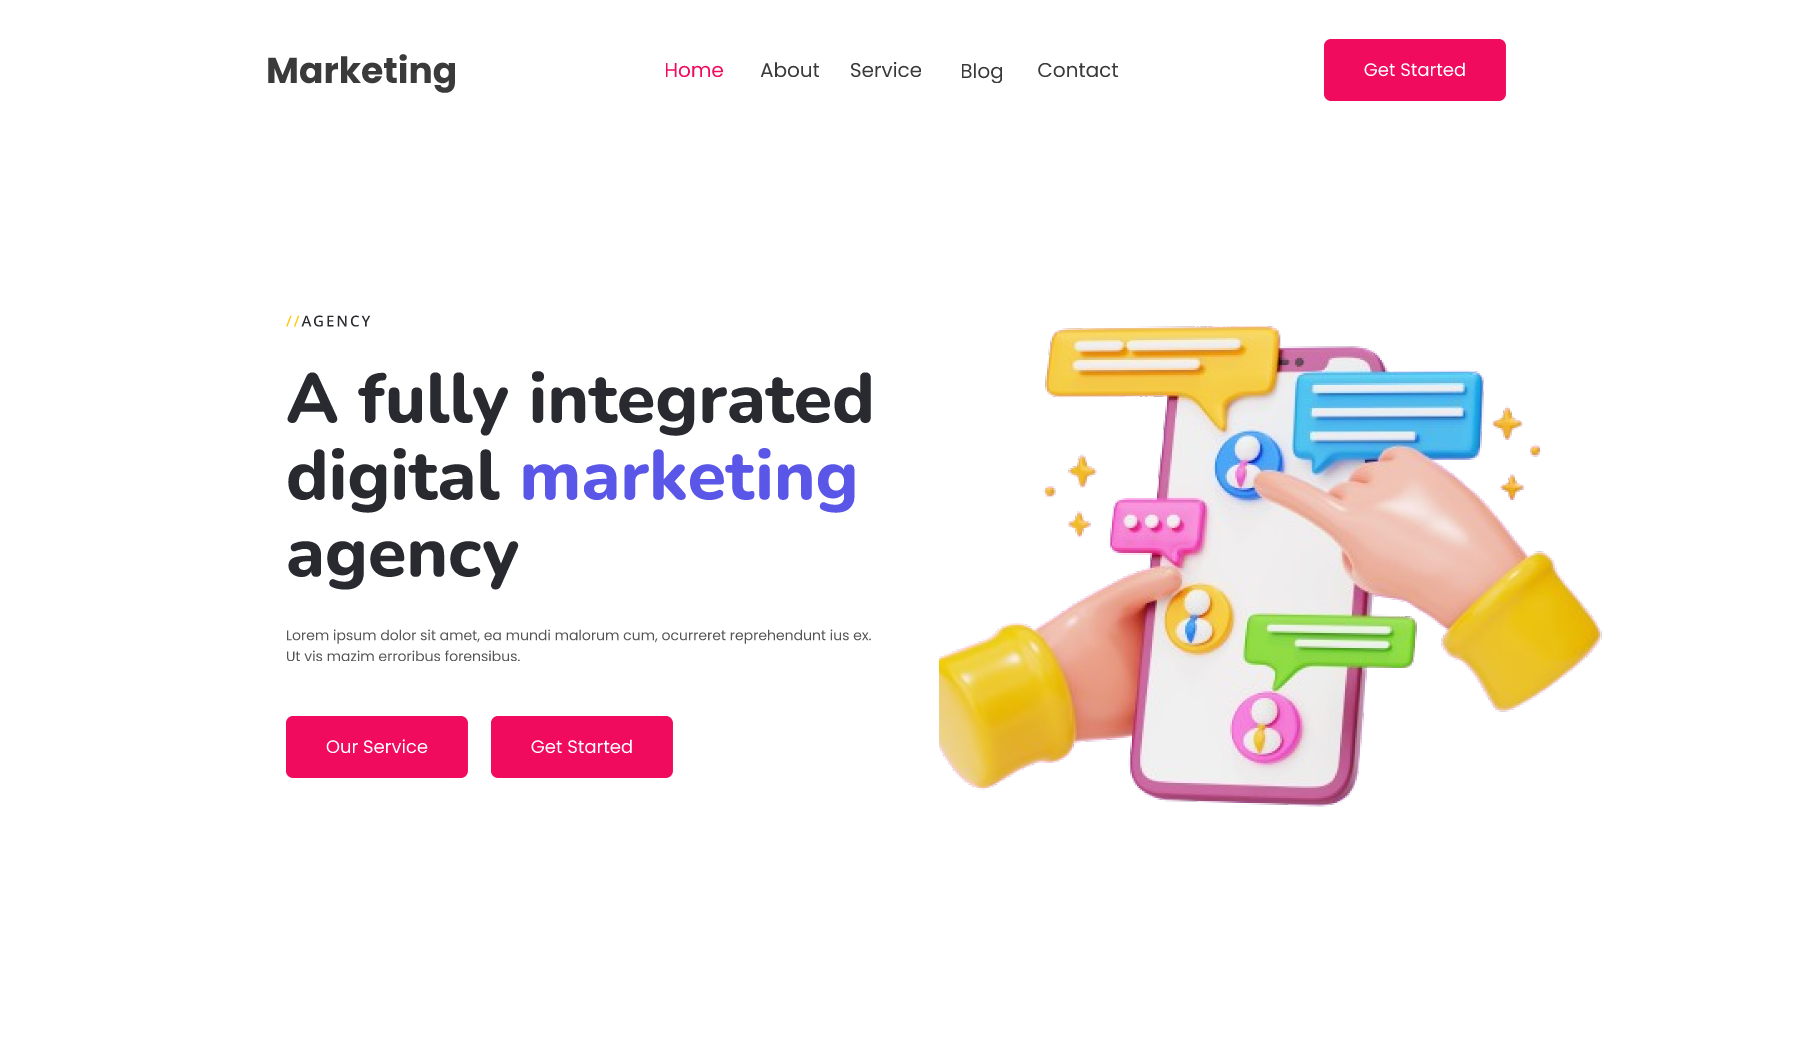 Marketing
Home About Service Blog Contact
Get Started
//AGENCY
A fully integrated
digital marketing
agency
Lorem ipsum dolor sit amet, ea mundi malorum cum, ocurreret reprehendunt ius ex.
Ut vis mazim erroribus forensibus.
Our Service
Get Started